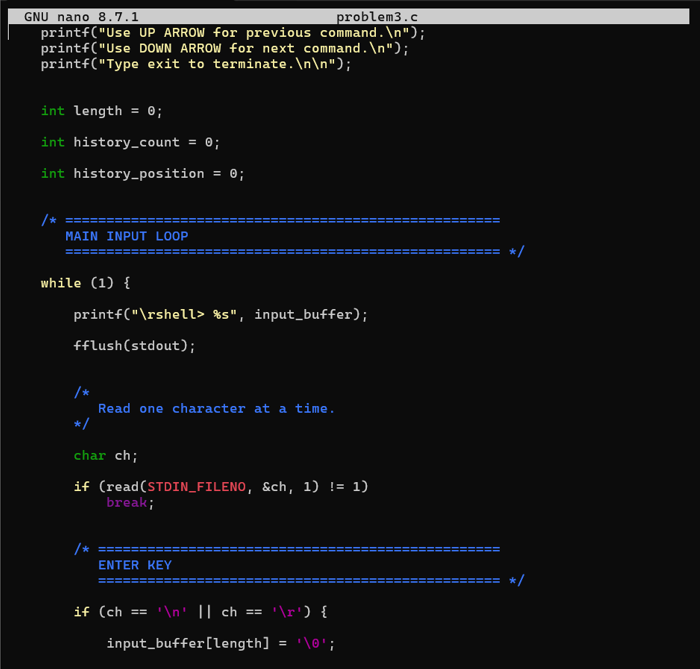 GNU nano 8.7.1 problem3.c
printf("Use UP ARROW for previous command.\n");
printf("Use DOWN ARROW for next command.\n");
printf("Type exit to terminate.\n\n");
int length = 0;
int history_count = 0;
int history_position = 0;
/* =====================================================
MAIN INPUT LOOP
===================================================== */
while (1) {
printf("\rshell> %s", input_buffer);
fflush(stdout);
/*
Read one character at a time.
*/
char ch;
if (read(STDIN_FILENO, &ch, 1) != 1)
break;
/* =================================================
ENTER KEY
================================================= */
if (ch == '\n' || ch == '\r') {
input_buffer[length] = '\0';